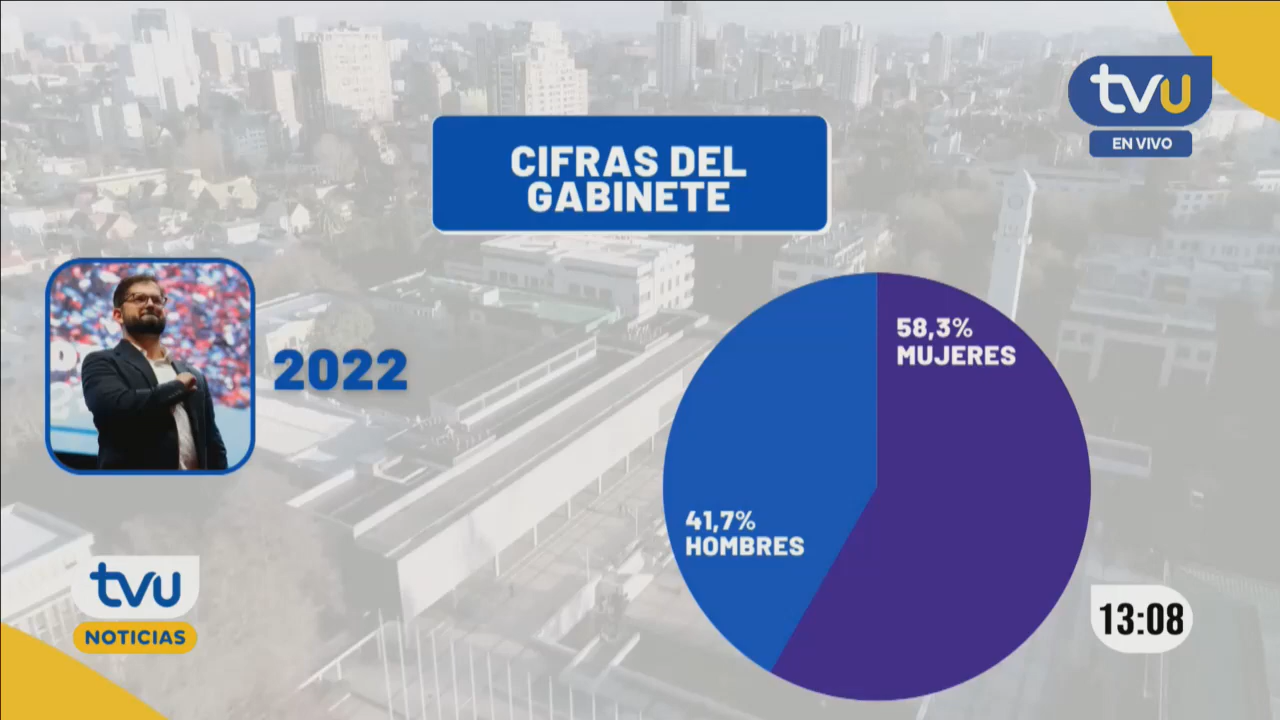 tvu
EN VIVO
CIFRAS DEL
GABINETE
2022
58,3%
MUJERES
41,7%
HOMBRES
tvu
NOTICIAS
13:08